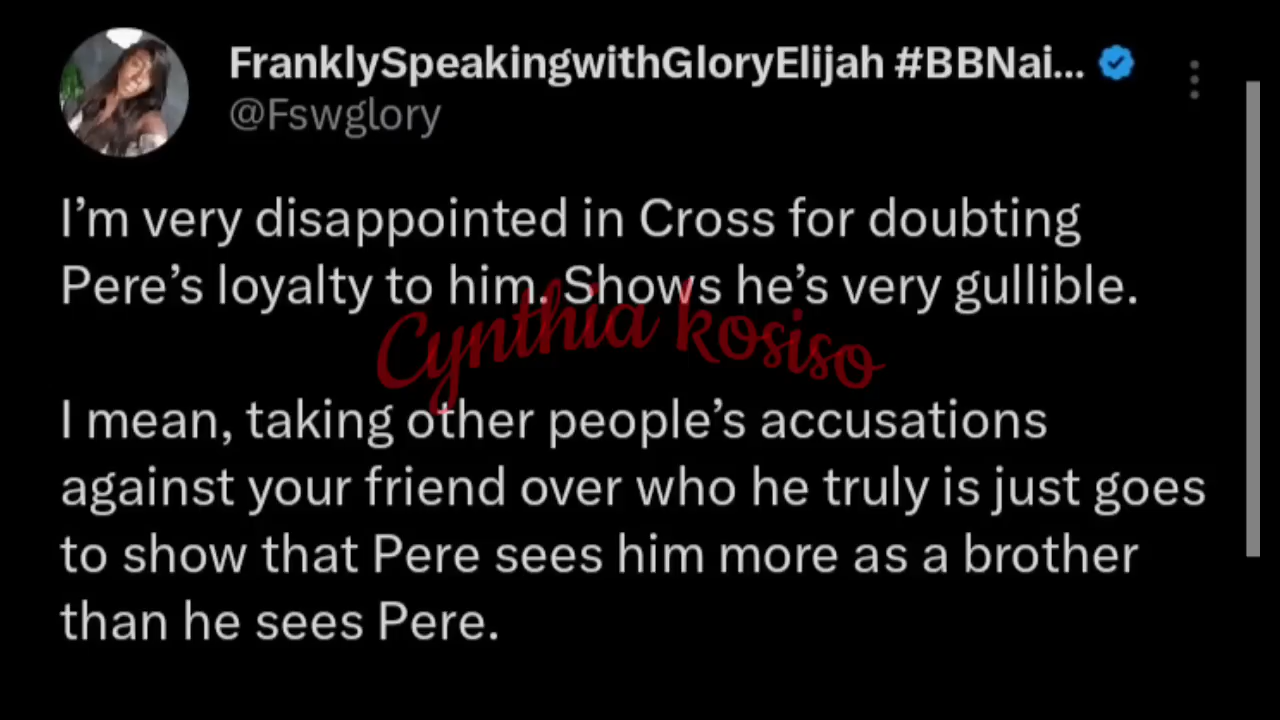 FranklySpeakingwithGloryElijah #BBNai...
@Fswglory
I’m very disappointed in Cross for doubting
Pere’s loyalty to him. Shows he’s very gullible.
Cynthia kosiso
I mean, taking other people’s accusations
against your friend over who he truly is just goes
to show that Pere sees him more as a brother
than he sees Pere.